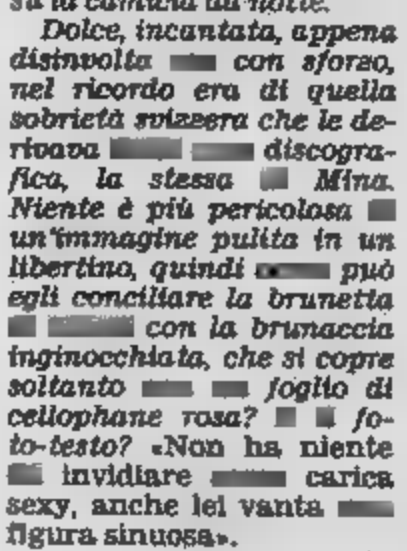 Dolce, incantata, appena
disinvolta con sforzo,
nel ricordo era di quella
sobrietà svizzera che le de-
rivava discogra-
fica, la stessa Mina.
Niente è più pericolosa
un'immagine pulita in un
libertino, quindi può
egli conciliare la brunetta
con la brunaccia
inginocchiata, che si copre
soltanto foglio di
cellophane rosa? fo-
to-testo? «Non ha niente
invidiare carica
sexy, anche lei vanta
figura sinuosa».